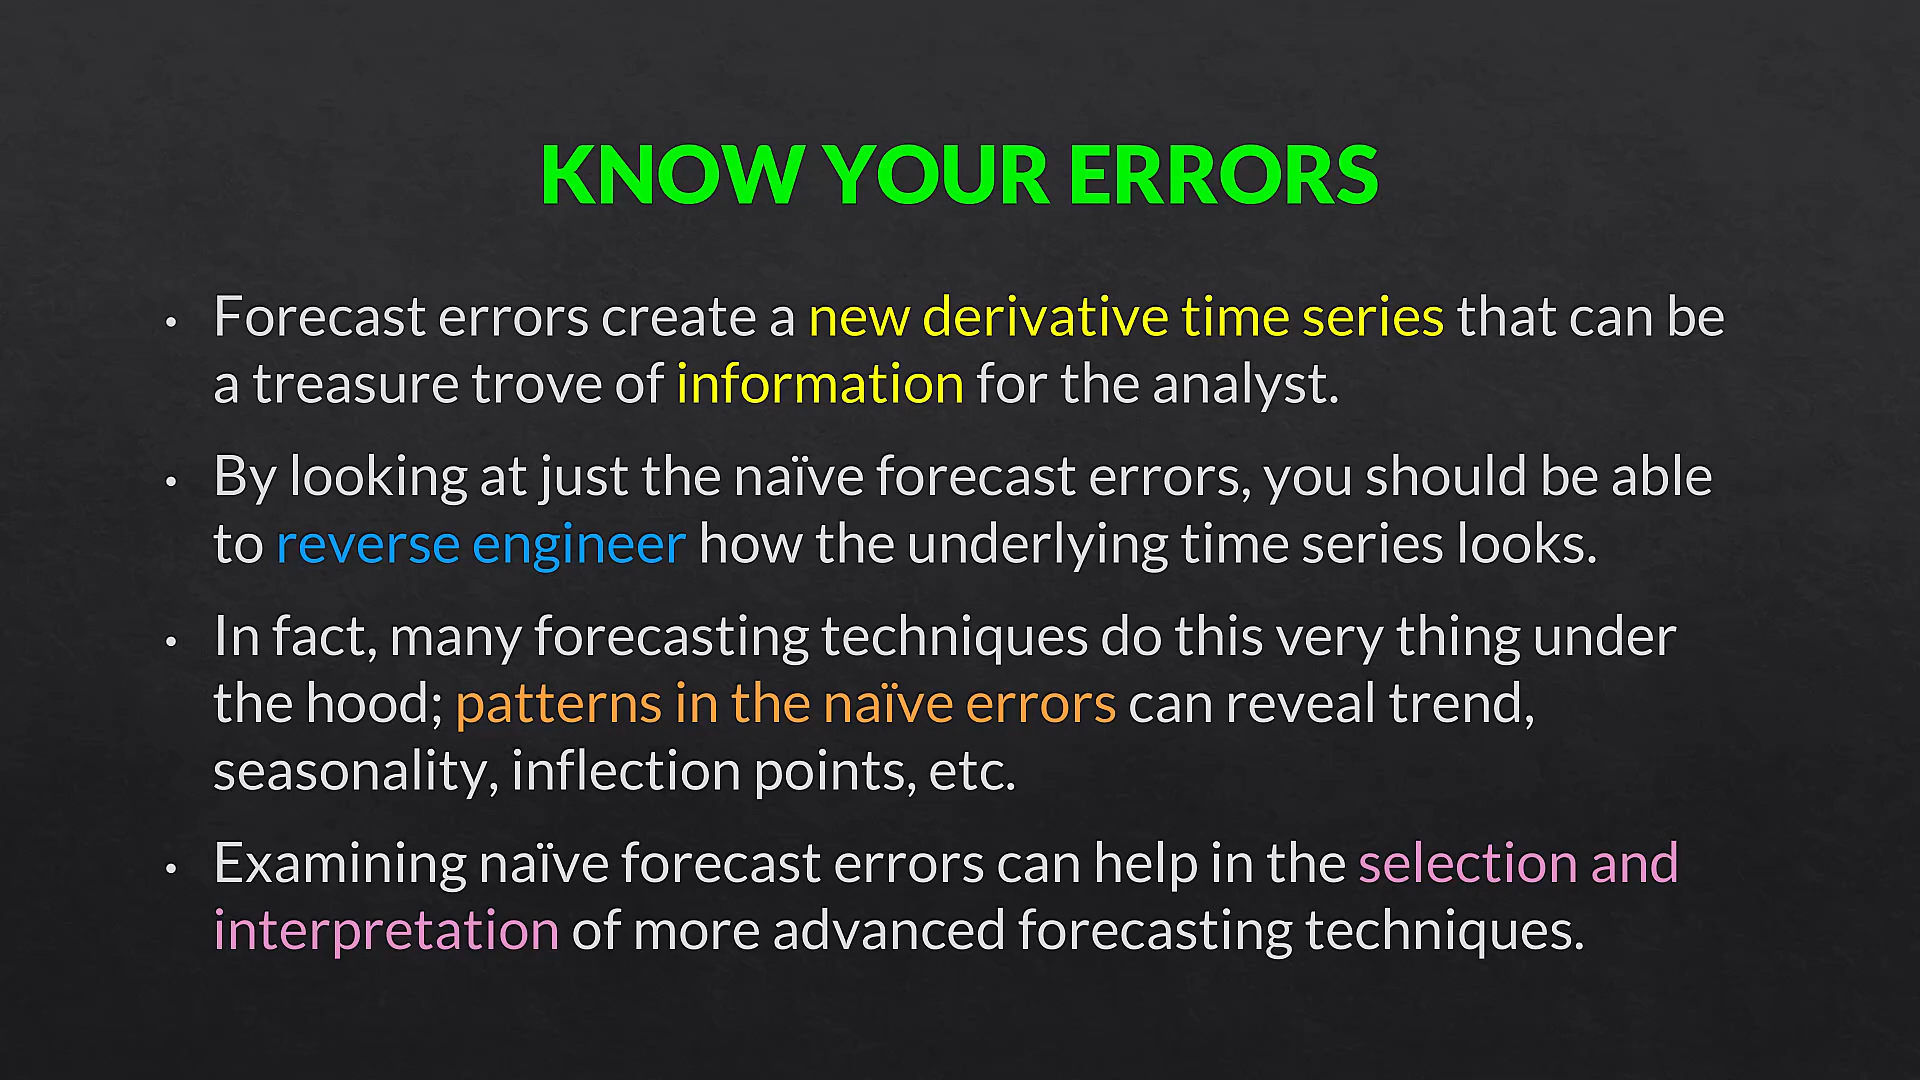 KNOW YOUR ERRORS
• Forecast errors create a new derivative time series that can be
a treasure trove of information for the analyst.
• By looking at just the naïve forecast errors, you should be able
to reverse engineer how the underlying time series looks.
• In fact, many forecasting techniques do this very thing under
the hood; patterns in the naïve errors can reveal trend,
seasonality, inflection points, etc.
• Examining naïve forecast errors can help in the selection and
interpretation of more advanced forecasting techniques.